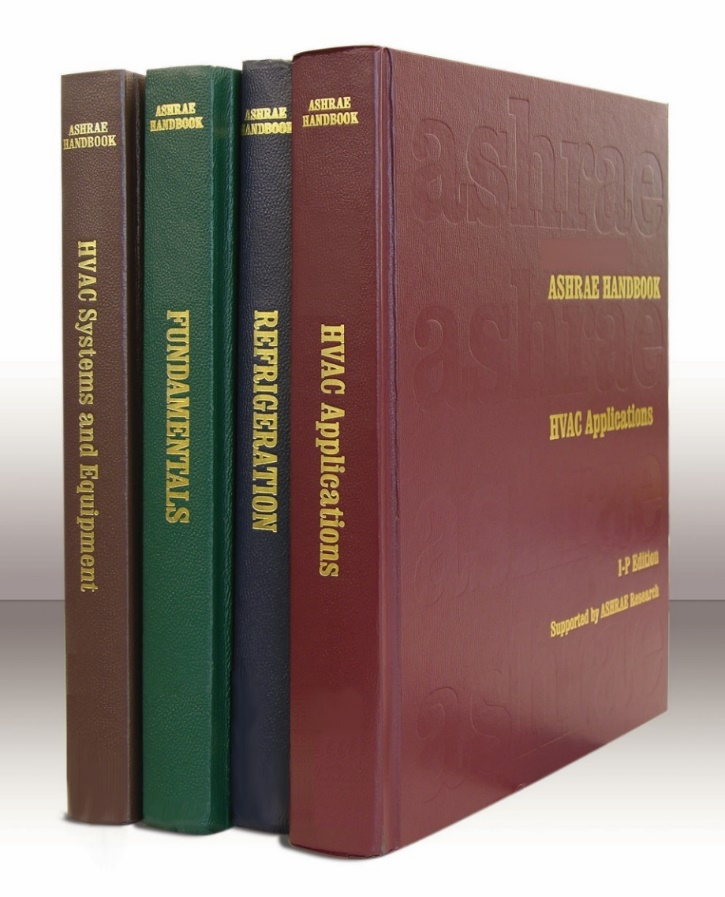 ASHRAE
HANDBOOK
HVAC Systems and Equipment
ASHRAE
HANDBOOK
FUNDAMENTALS
ASHRAE
HANDBOOK
REFRIGERATION
ASHRAE
HANDBOOK
HVAC Applications
ashrae
ASHRAE HANDBOOK
ashrae
HVAC Applications
ashrae
I-P Edition
Supported by ASHRAE Research
ashrae